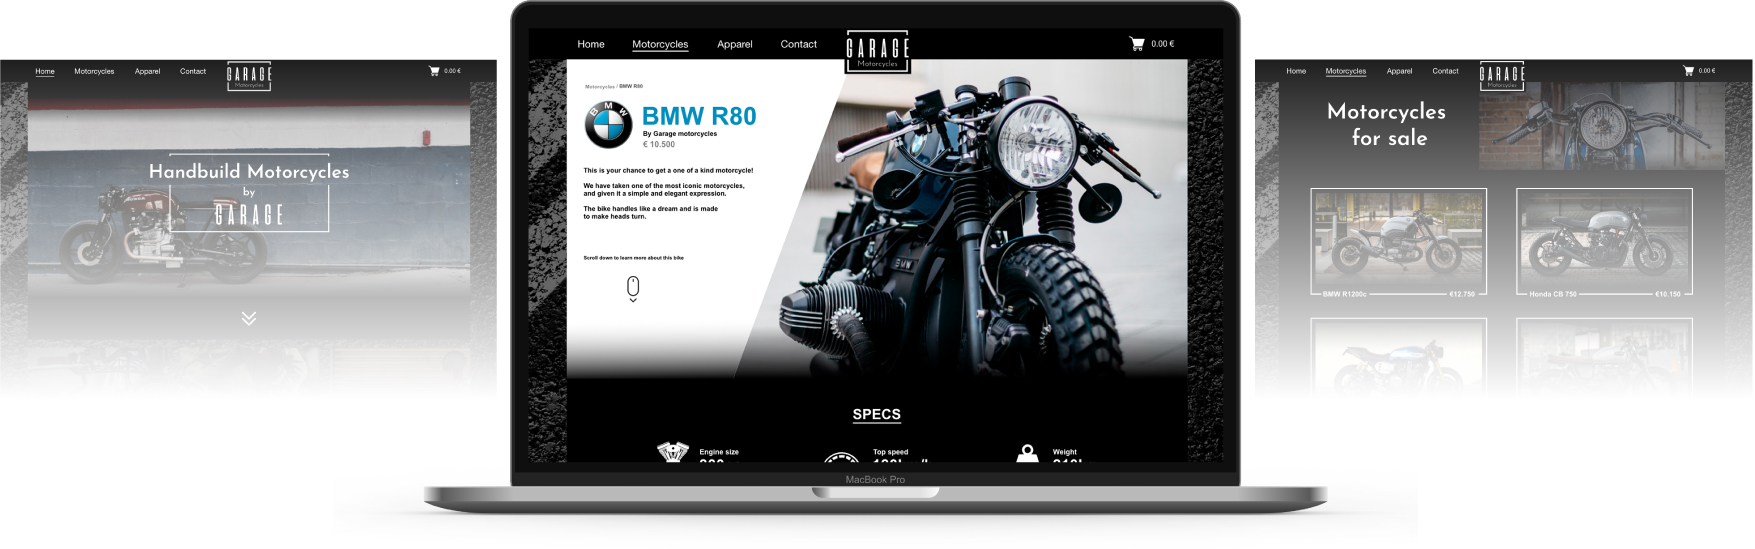 Home Motorcycles Apparel Contact
GARAGE
Motorcycles
0.00 €
Handbuild Motorcycles
by
GARAGE
Home Motorcycles Apparel Contact
GARAGE
Motorcycles
0.00 €
Motorcycles / BMW R80
BMW
BMW R80
By Garage motorcycles
€ 10.500
This is your chance to get a one of a kind motorcycle!
We have taken one of the most iconic motorcycles,
and given it a simple and elegant expression.
The bike handles like a dream and is made
to make heads turn.
Scroll down to learn more about this bike
BMW
SPECS
Engine size
Top speed
Weight
MacBook Pro
Home Motorcycles Apparel Contact
GARAGE
Motorcycles
0.00 €
Motorcycles
for sale
BMW R1200c €12.750
Honda CB 750 €10.150